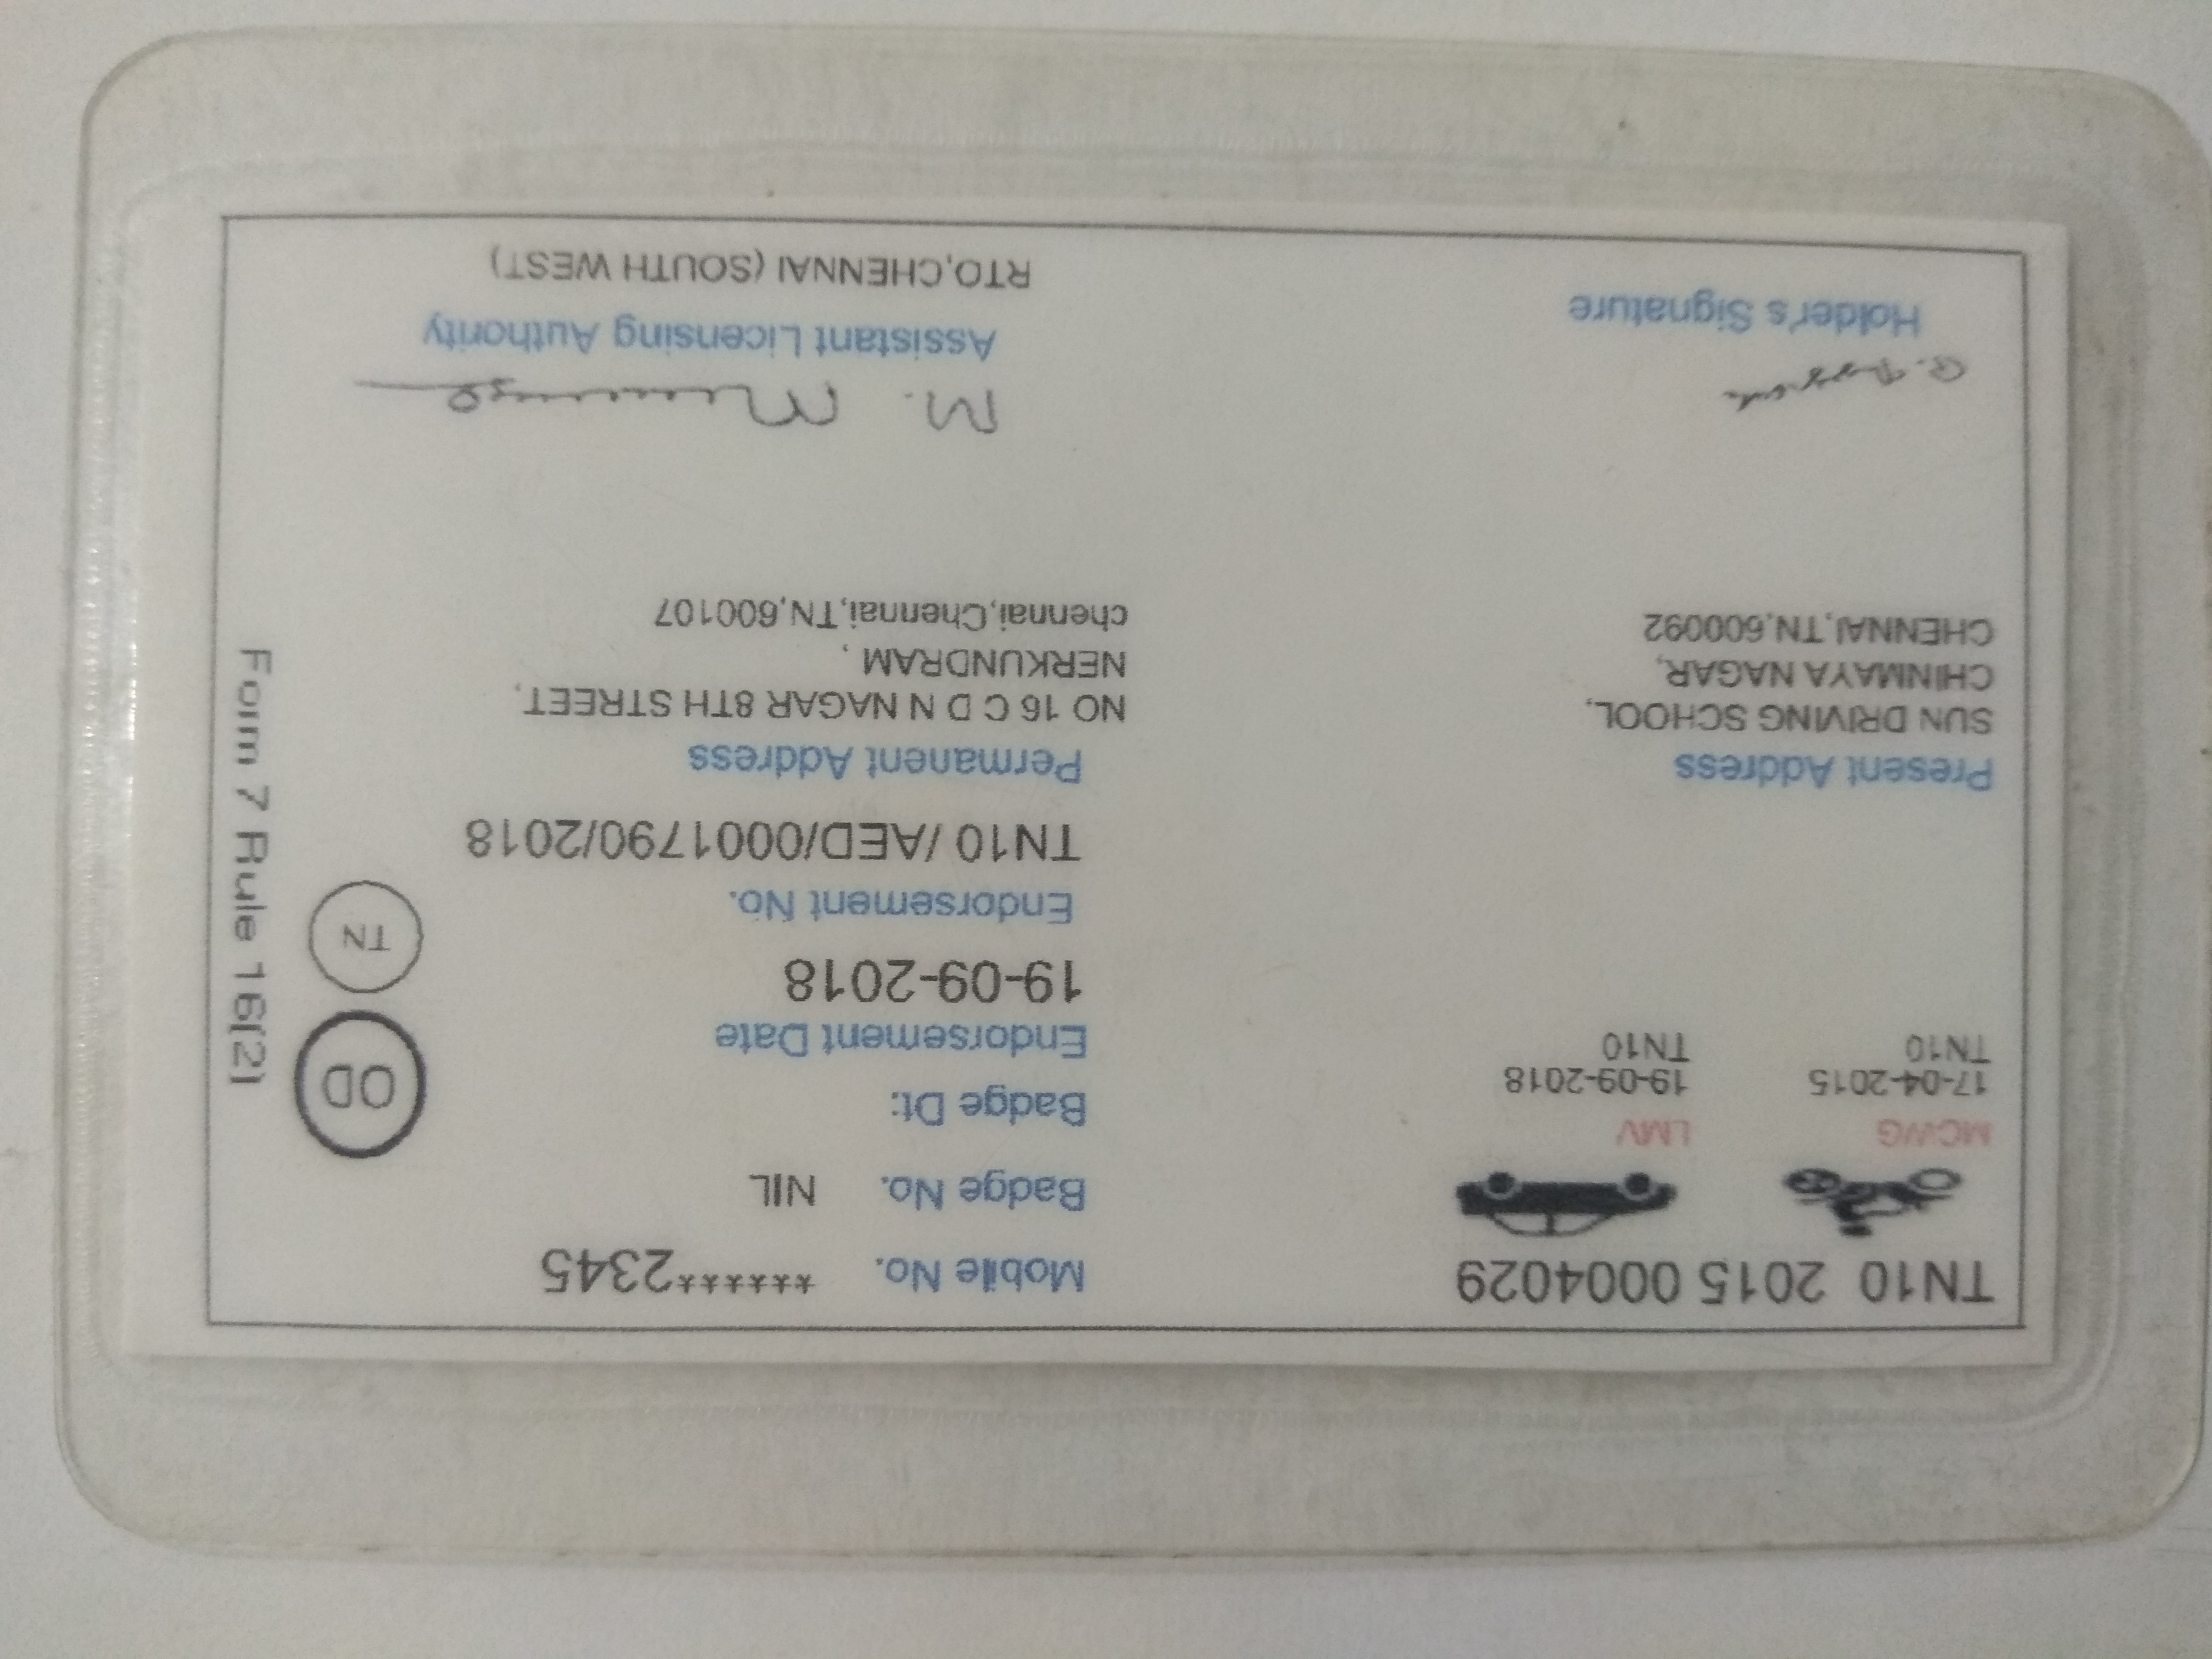 TN10 2015 0004029
MCWG
17-04-2015
TN10
LMV
19-09-2018
TN10
Present Address
SUN DRIVING SCHOOL,
CHINMAYA NAGAR,
CHENNAI,TN,600092
Holder's Signature
Mobile No. ******2345
Badge No. NIL
Badge Dt:
Endorsement Date
19-09-2018
Endorsement No.
TN10 /AED/0001790/2018
Permanent Address
NO 16 C D N NAGAR 8TH STREET,
NERKUNDRAM ,
chennai,Chennai,TN,600107
M.
Assistant Licensing Authority
RTO,CHENNAI (SOUTH WEST)
OD
TN
Form 7 Rule 16(2)